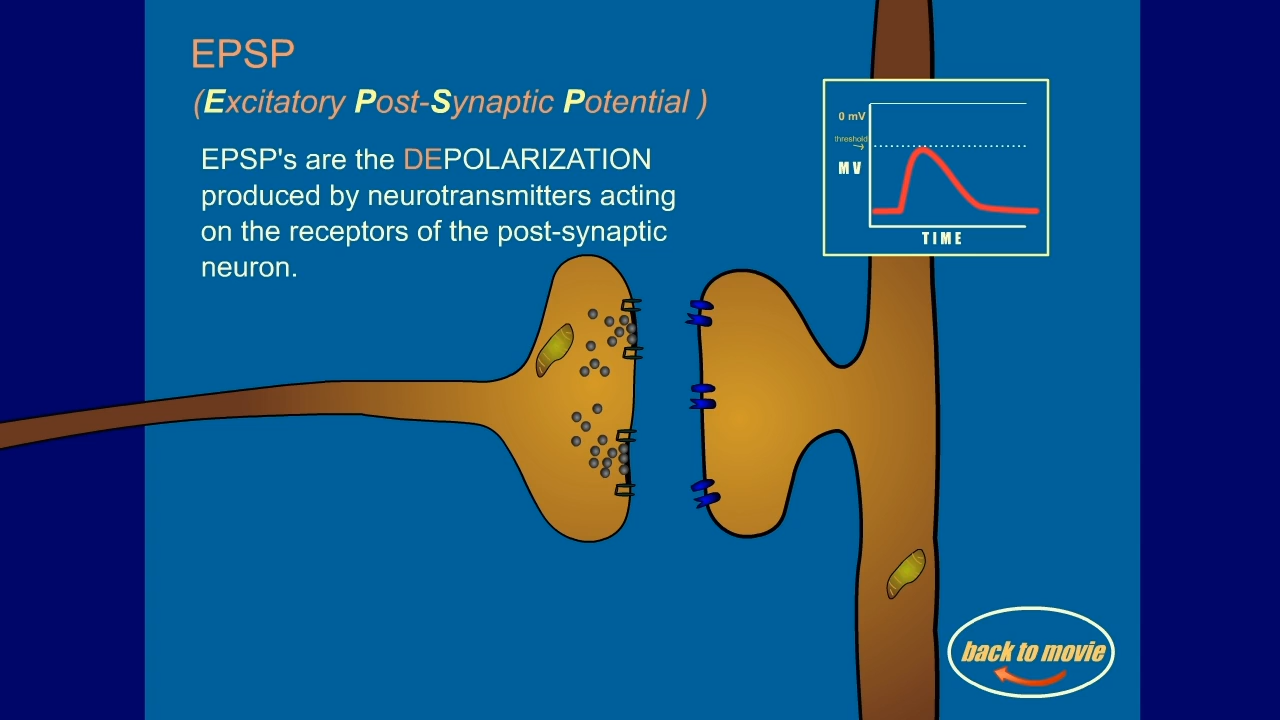 EPSP
(Excitatory Post-Synaptic Potential )
EPSP's are the DEPOLARIZATION
produced by neurotransmitters acting
on the receptors of the post-synaptic
neuron.
0 mV
threshold
MV
TIME
back to movie